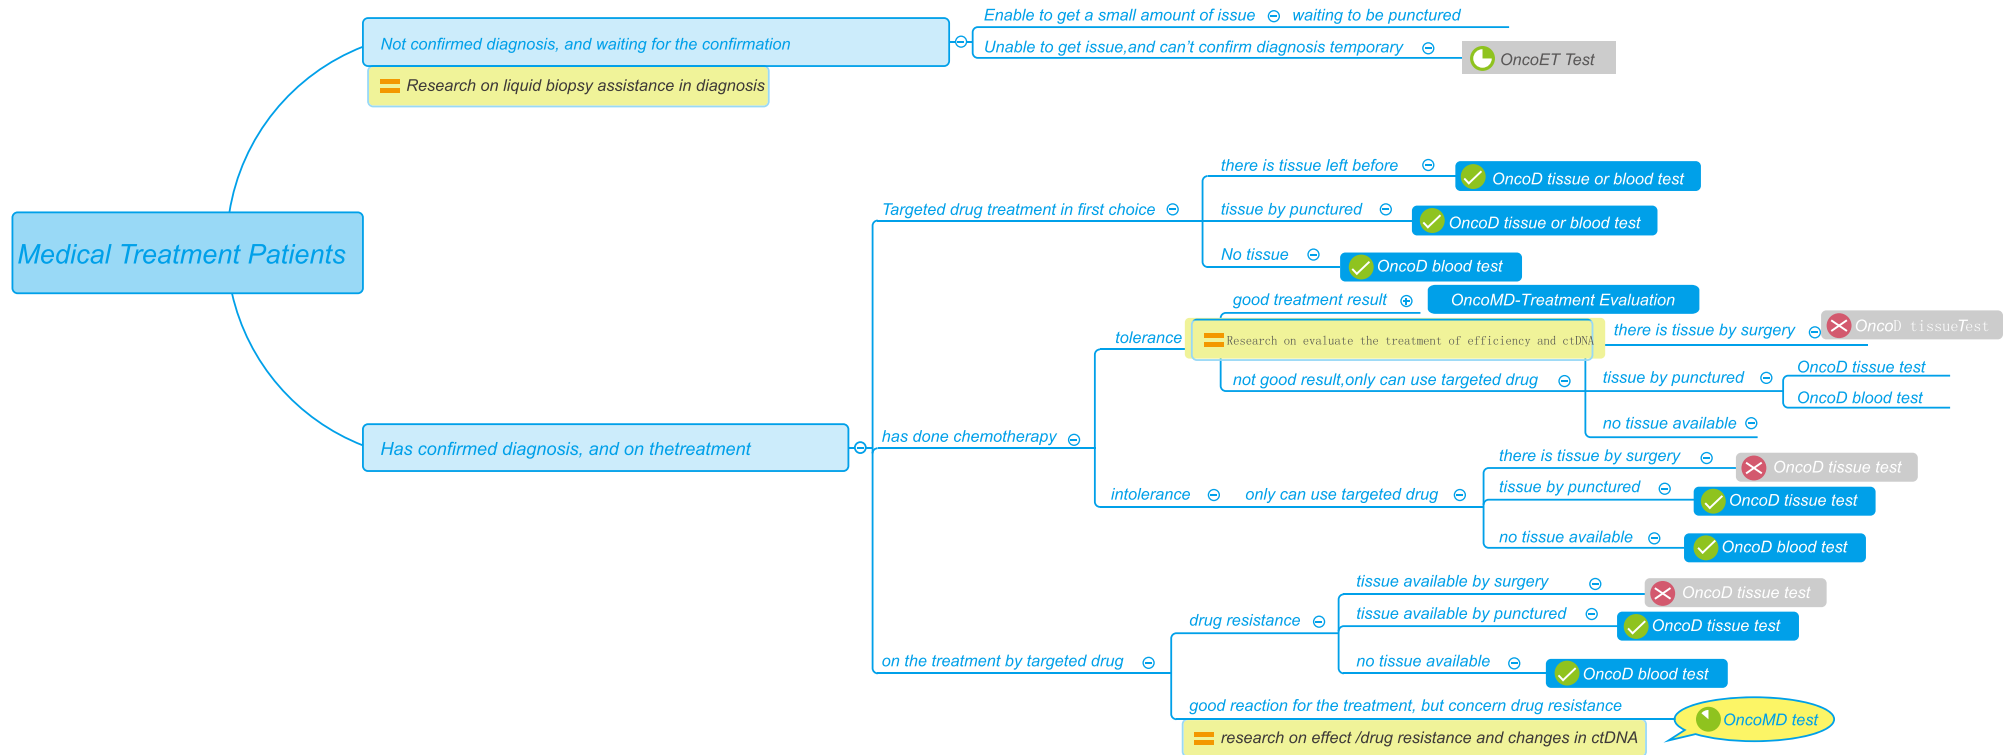 Medical Treatment Patients
Not confirmed diagnosis, and waiting for the confirmation
Research on liquid biopsy assistance in diagnosis
Enable to get a small amount of issue
waiting to be punctured
Unable to get issue,and can't confirm diagnosis temporary
OncoET Test
Has confirmed diagnosis, and on thetreatment
Targeted drug treatment in first choice
there is tissue left before
OncoD tissue or blood test
tissue by punctured
OncoD tissue or blood test
No tissue
OncoD blood test
has done chemotherapy
tolerance
good treatment result
OncoMD-Treatment Evaluation
Research on evaluate the treatment of efficiency and ctDNA
not good result,only can use targeted drug
there is tissue by surgery
OncoD tissueTest
tissue by punctured
OncoD tissue test
OncoD blood test
no tissue available
intolerance
only can use targeted drug
there is tissue by surgery
OncoD tissue test
tissue by punctured
OncoD tissue test
no tissue available
OncoD blood test
on the treatment by targeted drug
drug resistance
tissue available by surgery
OncoD tissue test
tissue available by punctured
OncoD tissue test
no tissue available
OncoD blood test
good reaction for the treatment, but concern drug resistance
OncoMD test
research on effect /drug resistance and changes in ctDNA